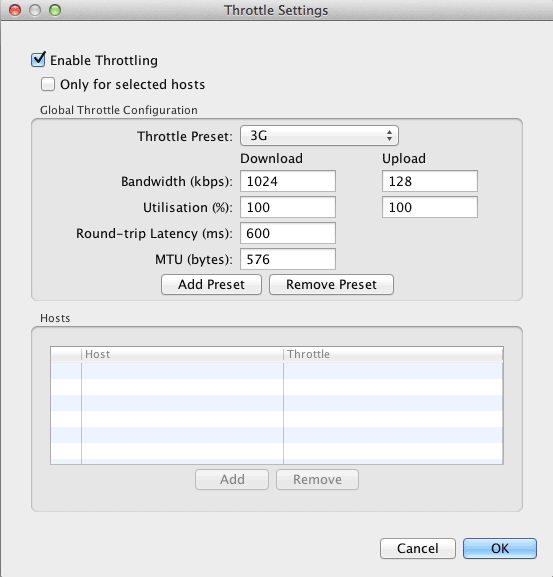 Throttle Settings
Enable Throttling
Only for selected hosts
Global Throttle Configuration
Throttle Preset: 3G
Download Upload
Bandwidth (kbps): 1024 128
Utilisation (%): 100 100
Round-trip Latency (ms): 600
MTU (bytes): 576
Add Preset Remove Preset
Hosts
Host Throttle
Add Remove
Cancel OK